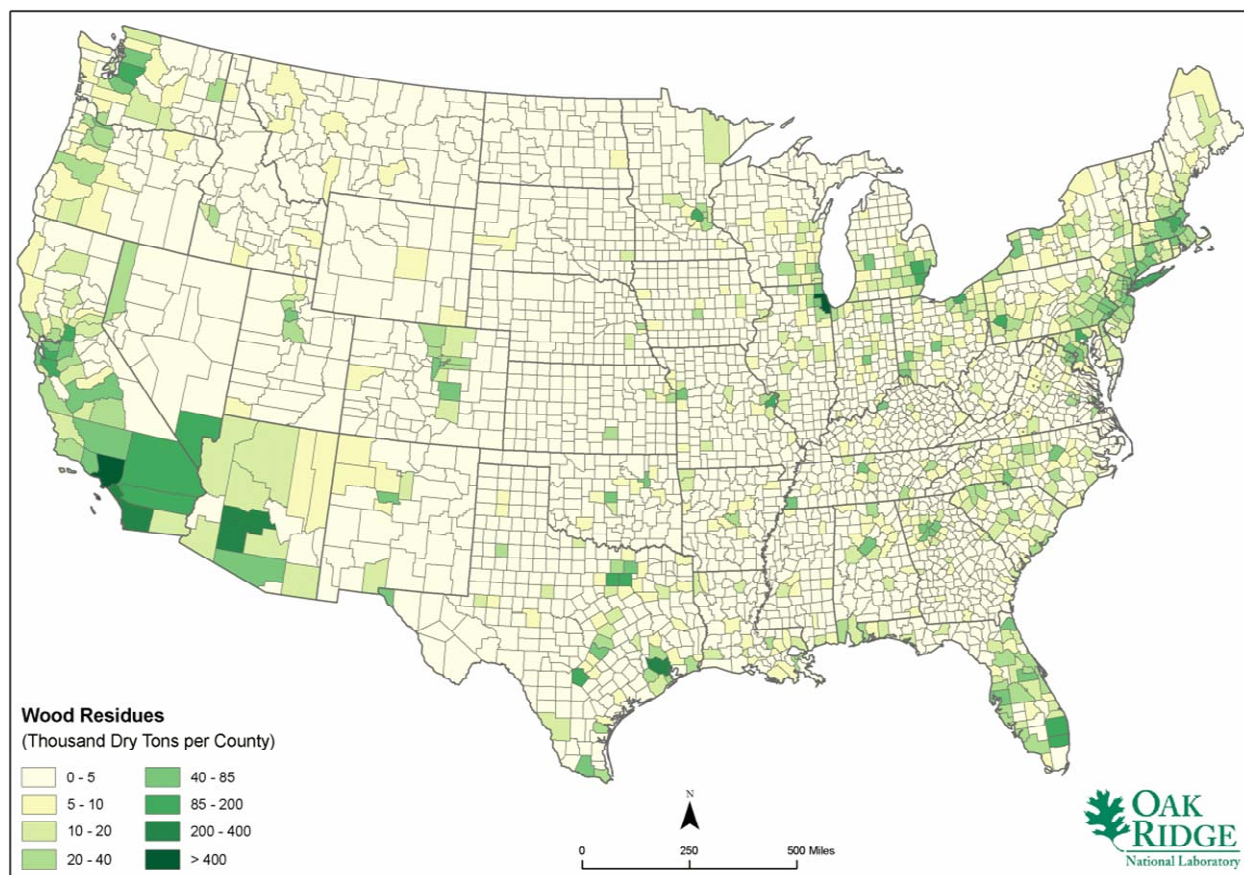 Wood Residues
(Thousand Dry Tons per County)
0 - 5
5 - 10
10 - 20
20 - 40
40 - 85
85 - 200
200 - 400
> 400
N
0 250 500 Miles
OAK
RIDGE
National Laboratory